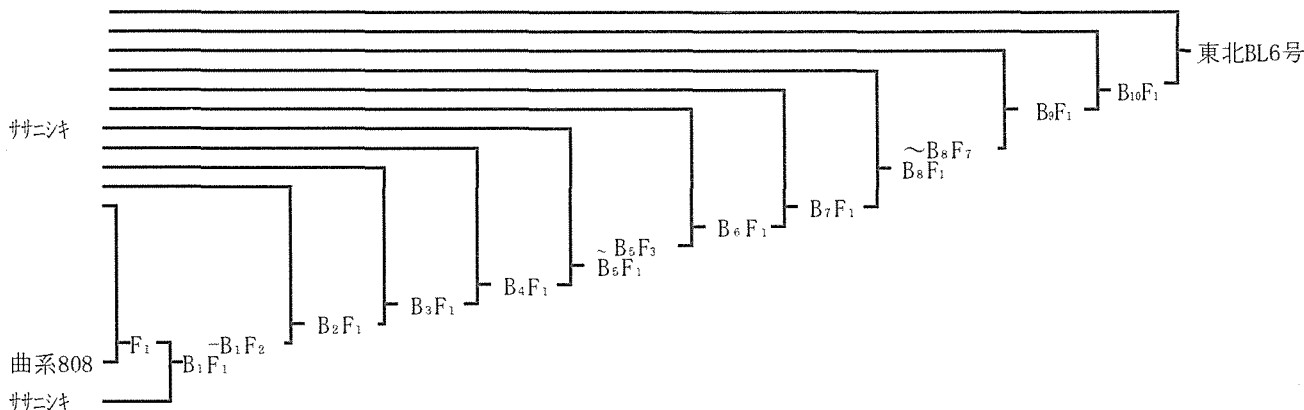 東北BL6号
B₁₀F₁
B₉F₁
ササニシキ
～B₈F₇
B₈F₁
B₇F₁
B₆F₁
~ B₅F₃
B₅F₁
B₄F₁
B₃F₁
B₂F₁
F₁
−B₁F₂
曲系808
B₁F₁
ササニシキ